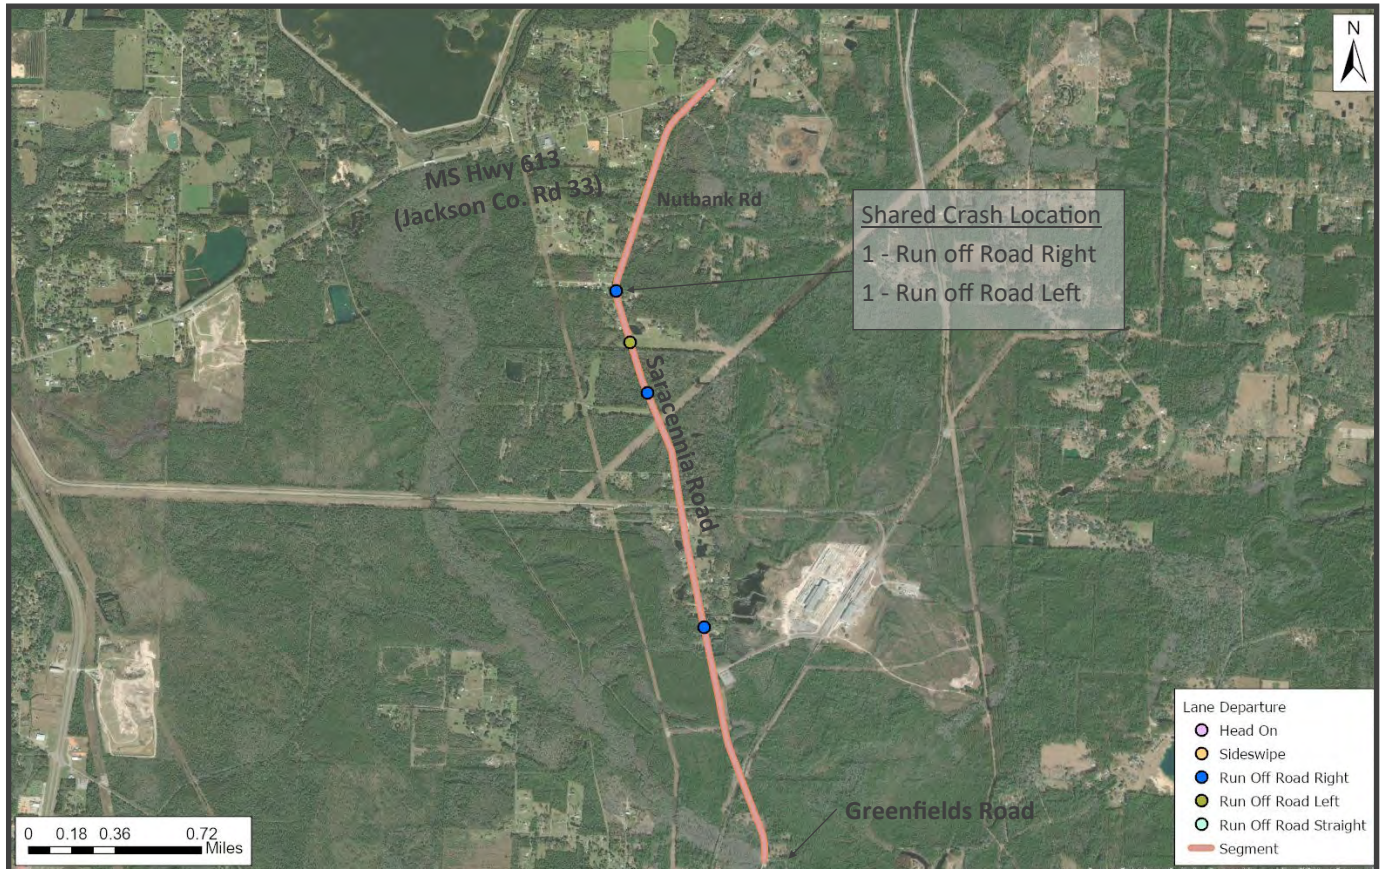 N
MS Hwy 613
(Jackson Co. Rd 33)
Nutbank Rd
Shared Crash Location
1 - Run off Road Right
1 - Run off Road Left
Saracennia Road
Greenfields Road
Lane Departure
Head On
Sideswipe
Run Off Road Right
Run Off Road Left
Run Off Road Straight
Segment
0 0.18 0.36 0.72
Miles